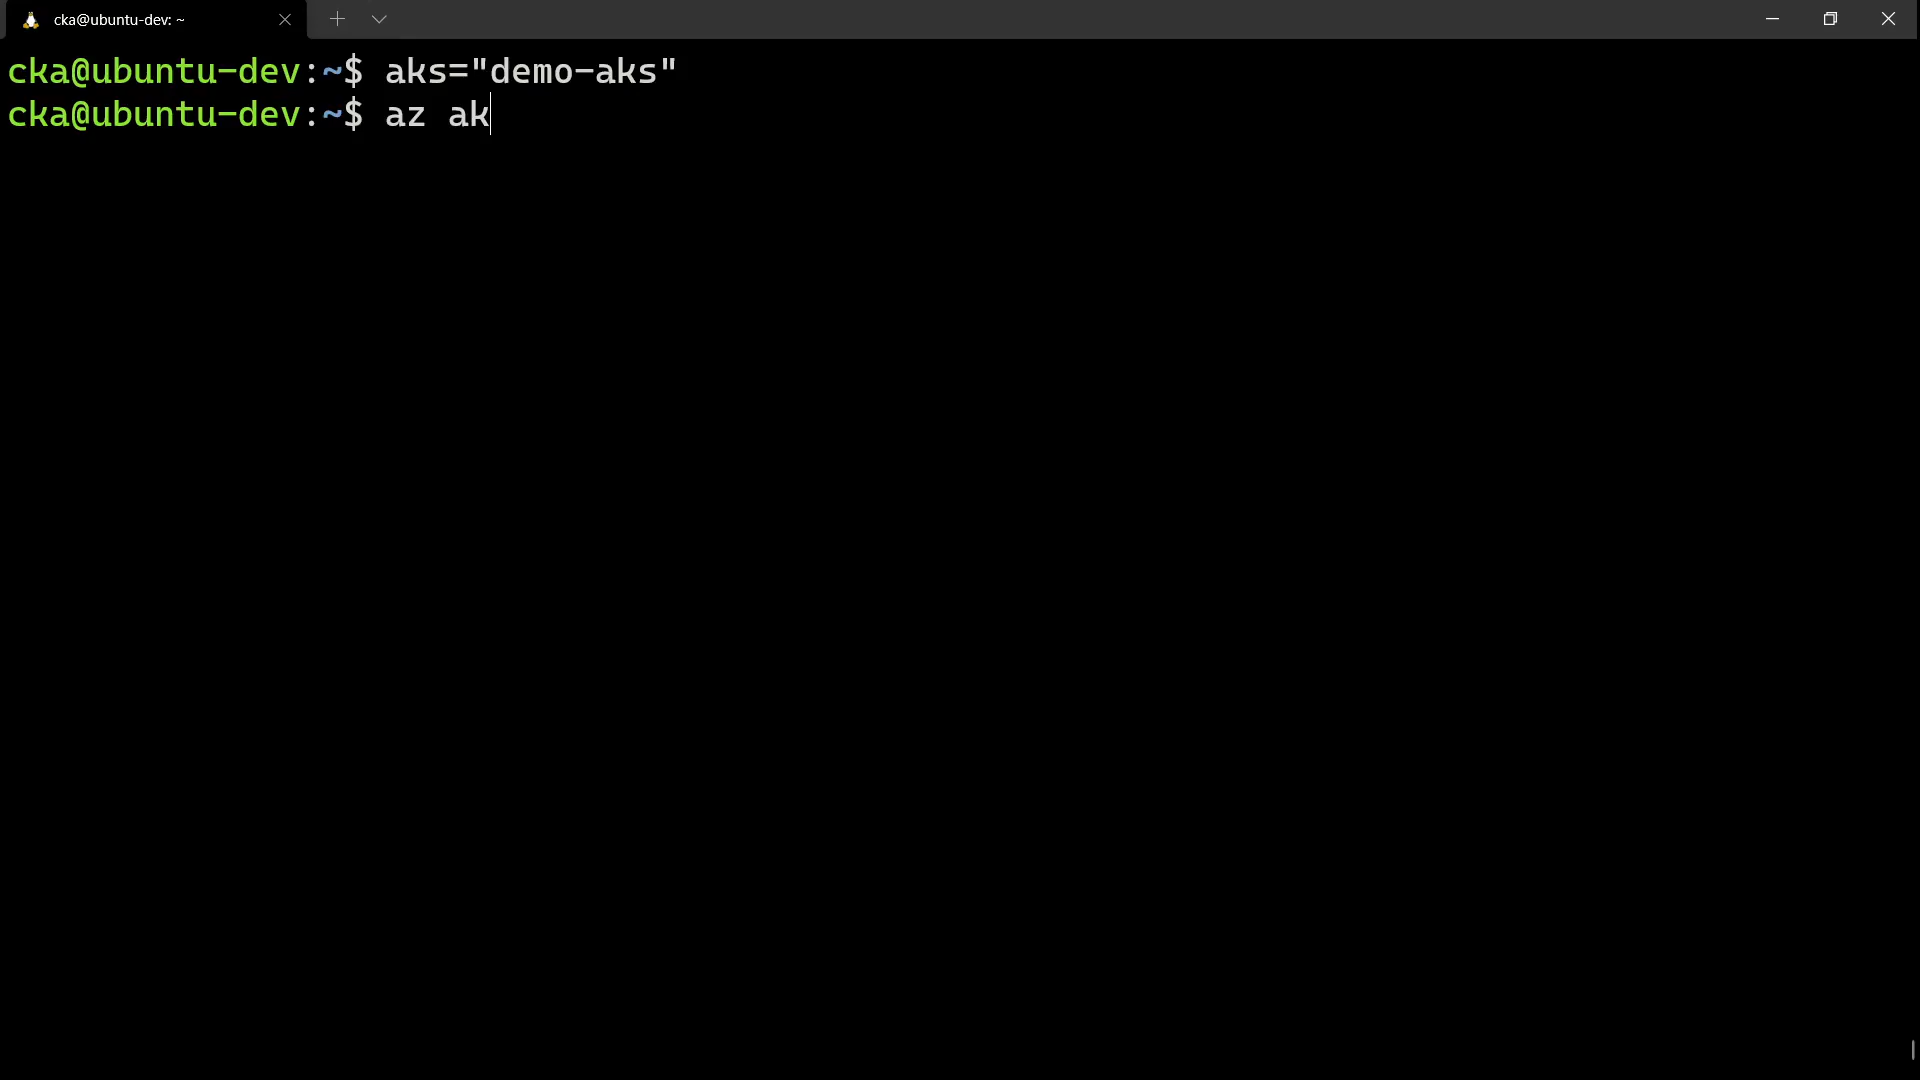 cka@ubuntu-dev: ~
cka@ubuntu-dev:~$ aks="demo-aks"
cka@ubuntu-dev:~$ az ak